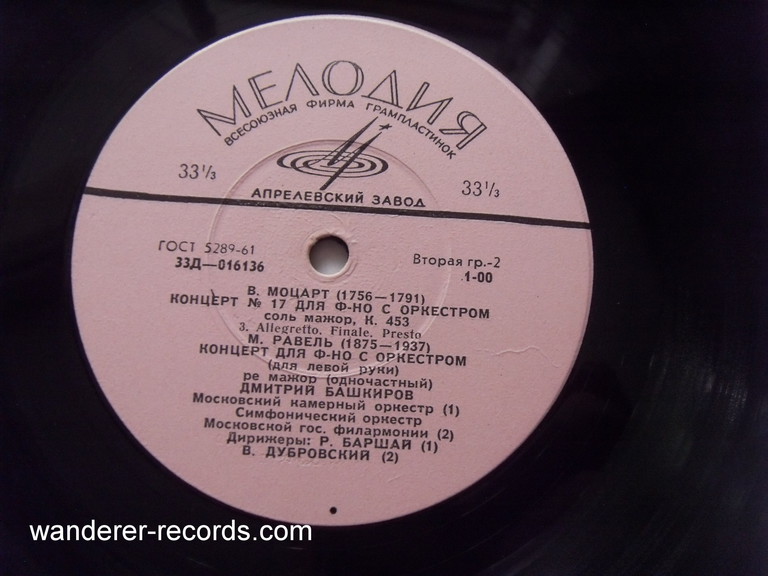 МЕЛОДИЯ
ВСЕСОЮЗНАЯ ФИРМА ГРАМПЛАСТИНОК
33⅓
33⅓
АПРЕЛЕВСКИЙ ЗАВОД
ГОСТ 5289-61
Вторая гр.-2
33Д—016136
1-00
В. МОЦАРТ (1756—1791)
КОНЦЕРТ № 17 ДЛЯ Ф-НО С ОРКЕСТРОМ
соль мажор, К. 453
3. Allegretto. Finale. Presto
М. РАВЕЛЬ (1875—1937)
КОНЦЕРТ ДЛЯ Ф-НО С ОРКЕСТРОМ
(для левой руки)
ре мажор (одночастный)
ДМИТРИЙ БАШКИРОВ
Московский камерный оркестр (1)
Симфонический оркестр
Московской гос. филармонии (2)
Дирижеры: Р. БАРШАЙ (1)
В. ДУБРОВСКИЙ (2)
wanderer-records.com